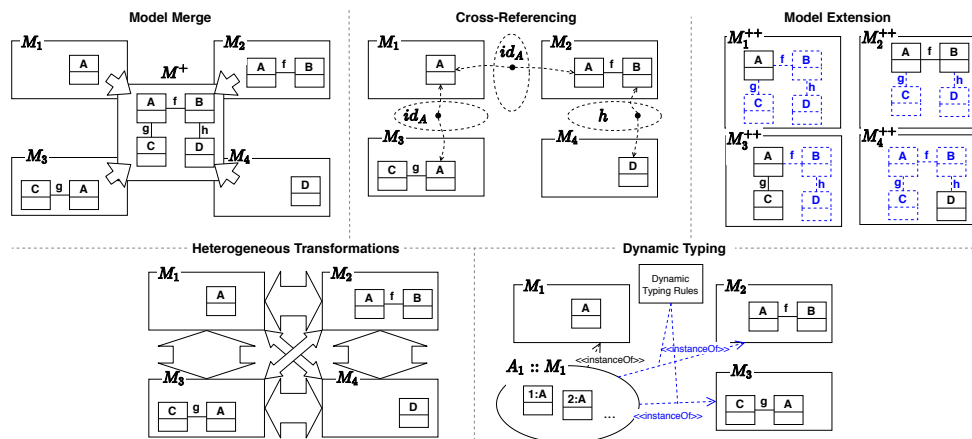 Model Merge
M1
A
M+
M2
A f B
A f B
g h
C D
M3
C g A
M4
D
Cross-Referencing
M1
A
idA
M2
A f B
idA
h
M3
C g A
M4
D
Model Extension
M1++
A f B
g h
C D
M2++
A f B
g h
C D
M3++
A f B
g h
C D
M4++
A f B
g h
C D
Heterogeneous Transformations
M1
A
M2
A f B
M3
C g A
M4
D
Dynamic Typing
M1
A
Dynamic
Typing Rules
M2
A f B
<<instanceOf>>
<<instanceOf>>
A1 :: M1
1:A
2:A
...
<<instanceOf>>
M3
C g A